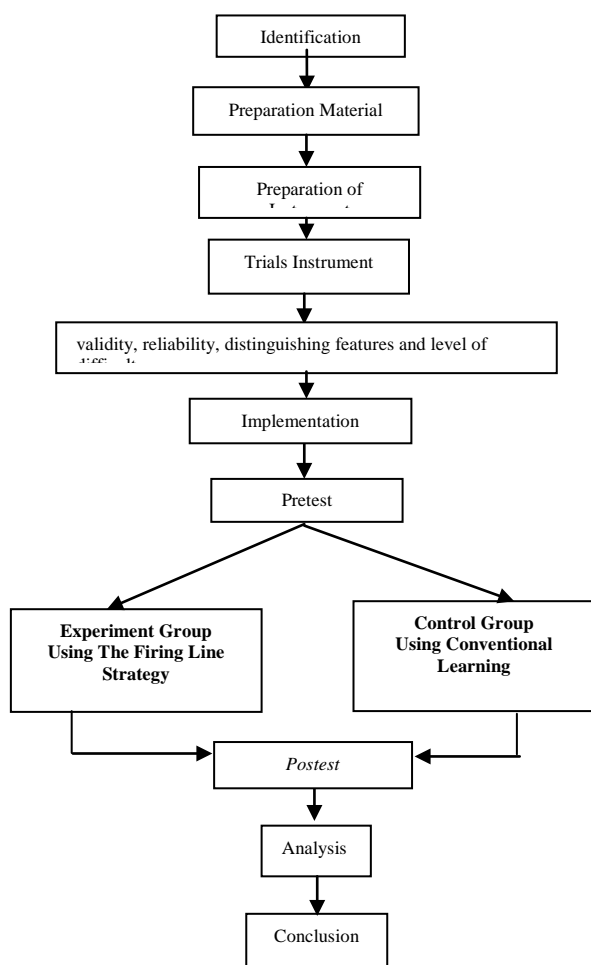 Identification
Preparation Material
Preparation of
Trials Instrument
validity, reliability, distinguishing features and level of
Implementation
Pretest
Experiment Group
Using The Firing Line
Strategy
Control Group
Using Conventional
Learning
Postest
Analysis
Conclusion